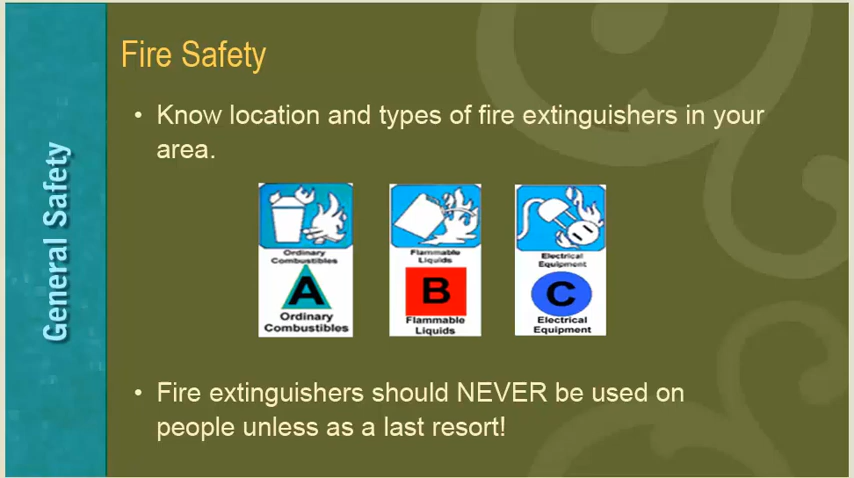 General Safety
Fire Safety
• Know location and types of fire extinguishers in your
area.
Ordinary
Combustibles
A
Ordinary
Combustibles
Flammable
Liquids
B
Flammable
Liquids
Electrical
Equipment
C
Electrical
Equipment
• Fire extinguishers should NEVER be used on
people unless as a last resort!